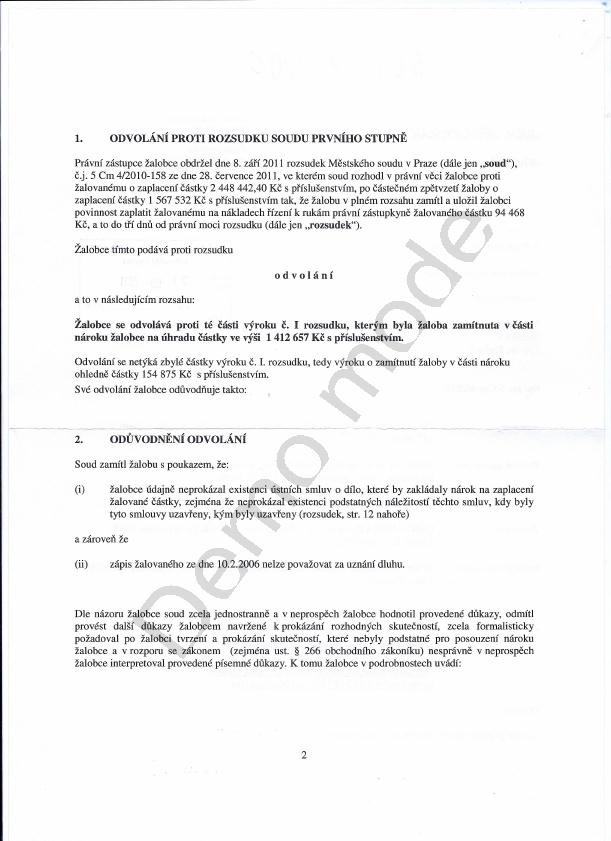 1. ODVOLÁNÍ PROTI ROZSUDKU SOUDU PRVNÍHO STUPNĚ
Právní zástupce žalobce obdržel dne 8. září 2011 rozsudek Městského soudu v Praze (dále jen „soud“),
č.j. 5 Cm 4/2010-158 ze dne 28. července 2011, ve kterém soud rozhodl v právní věci žalobce proti
žalovanému o zaplacení částky 2 448 442,40 Kč s příslušenstvím, po částečném zpětvzetí žaloby o
zaplacení částky 1 567 532 Kč s příslušenstvím tak, že žalobu v plném rozsahu zamítl a uložil žalobci
povinnost zaplatit žalovanému na nákladech řízení k rukám právní zástupkyně žalovaného částku 94 468
Kč, a to do tří dnů od právní moci rozsudku (dále jen „rozsudek“).
Žalobce tímto podává proti rozsudku
o d v o l á n í
a to v následujícím rozsahu:
Žalobce se odvolává proti té části výroku č. I rozsudku, kterým byla žaloba zamítnuta v části
nároku žalobce na úhradu částky ve výši 1 412 657 Kč s příslušenstvím.
Odvolání se netýká zbylé částky výroku č. I. rozsudku, tedy výroku o zamítnutí žaloby v části nároku
ohledně částky 154 875 Kč s příslušenstvím.
Své odvolání žalobce odůvodňuje takto:
2. ODŮVODNĚNÍ ODVOLÁNÍ
Soud zamítl žalobu s poukazem, že:
(i) žalobce údajně neprokázal existenci ústních smluv o dílo, které by zakládaly nárok na zaplacení
žalované částky, zejména že neprokázal existenci podstatných náležitostí těchto smluv, kdy byly
tyto smlouvy uzavřeny, kým byly uzavřeny (rozsudek, str. 12 nahoře)
a zároveň že
(ii) zápis žalovaného ze dne 10.2.2006 nelze považovat za uznání dluhu.
Dle názoru žalobce soud zcela jednostranně a v neprospěch žalobce hodnotil provedené důkazy, odmítl
provést další důkazy žalobcem navržené k prokázání rozhodných skutečností, zcela formalisticky
požadoval po žalobci tvrzení a prokázání skutečností, které nebyly podstatné pro posouzení nároku
žalobce a v rozporu se zákonem (zejména ust. § 266 obchodního zákoníku) nesprávně v neprospěch
žalobce interpretoval provedené písemné důkazy. K tomu žalobce v podrobnostech uvádí:
2
Demo mode